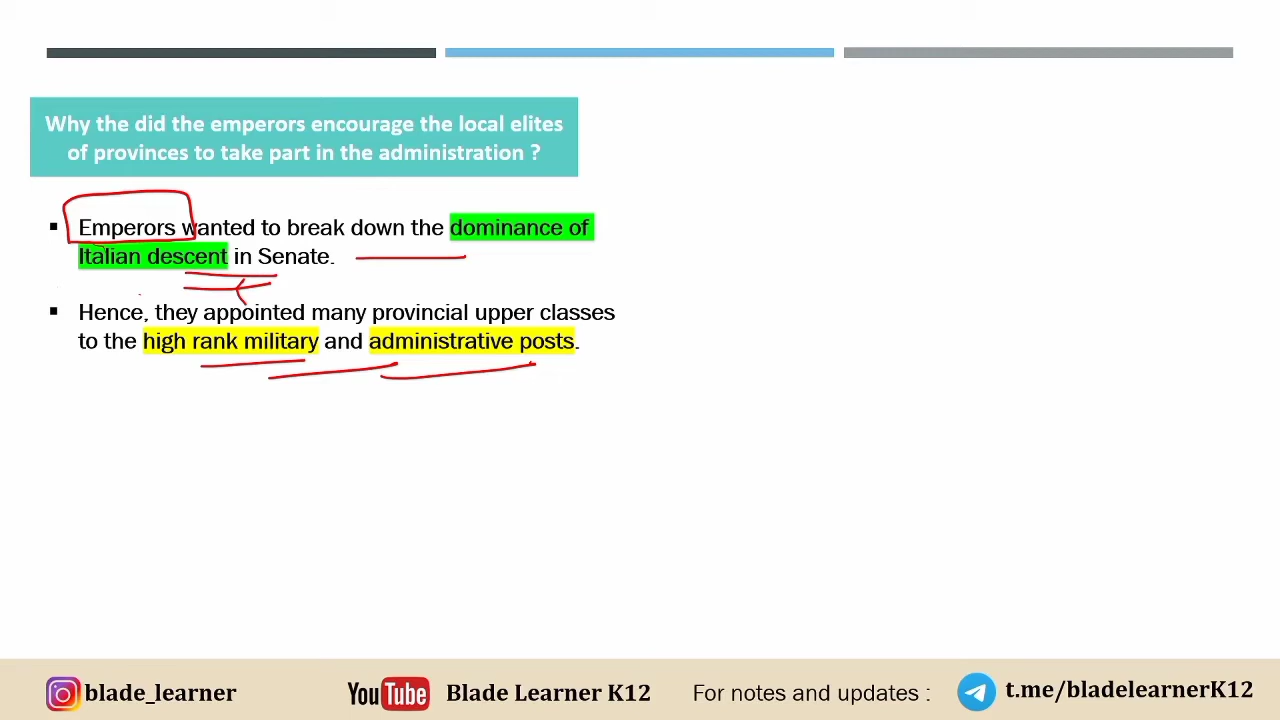 Why the did the emperors encourage the local elites
of provinces to take part in the administration ?
Emperors wanted to break down the dominance of
Italian descent in Senate.
Hence, they appointed many provincial upper classes
to the high rank military and administrative posts.
blade_learner YouTube Blade Learner K12 For notes and updates : t.me/bladelearnerK12